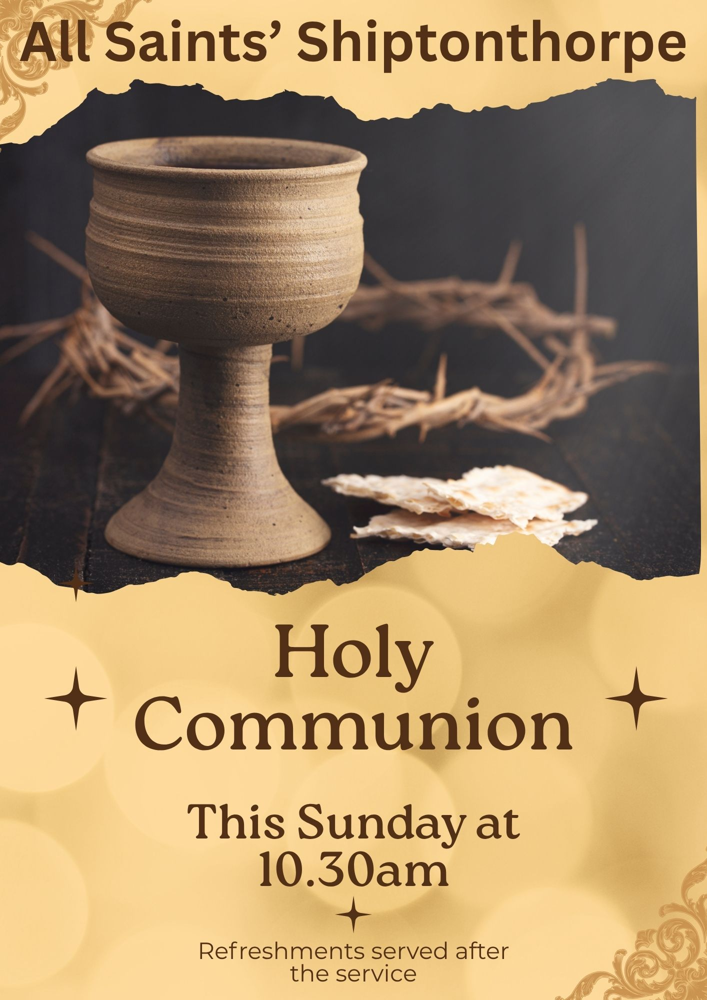 All Saints’ Shiptonthorpe
Holy
Communion
This Sunday at
10.30am
Refreshments served after
the service